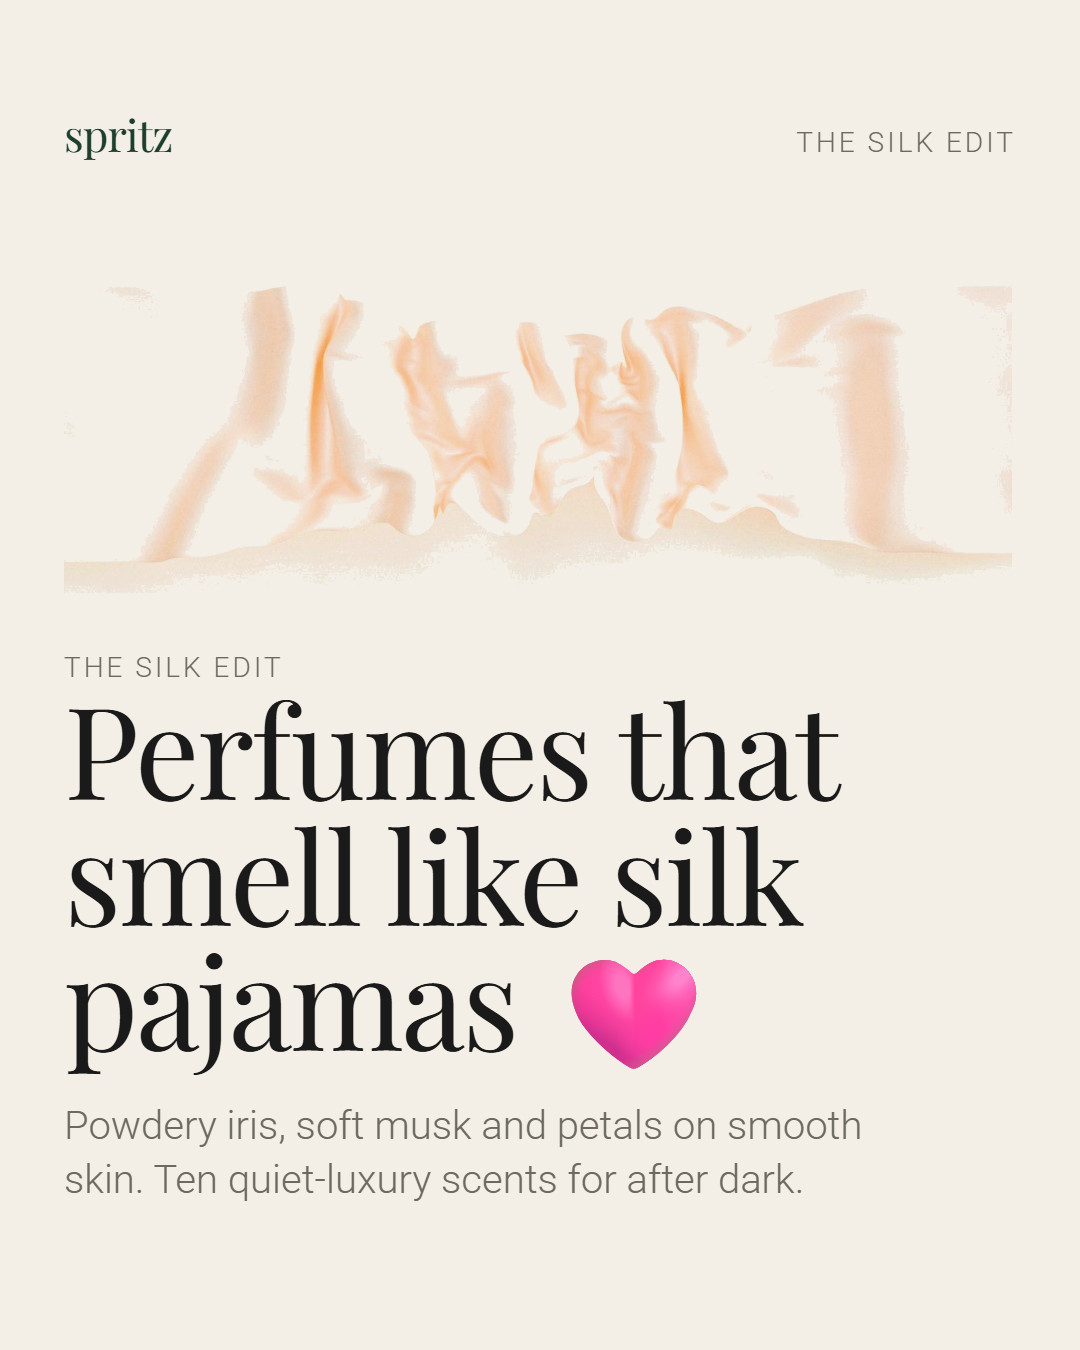 spritz
THE SILK EDIT
THE SILK EDIT
Perfumes that
smell like silk
pajamas 
Powdery iris, soft musk and petals on smooth
skin. Ten quiet-luxury scents for after dark.